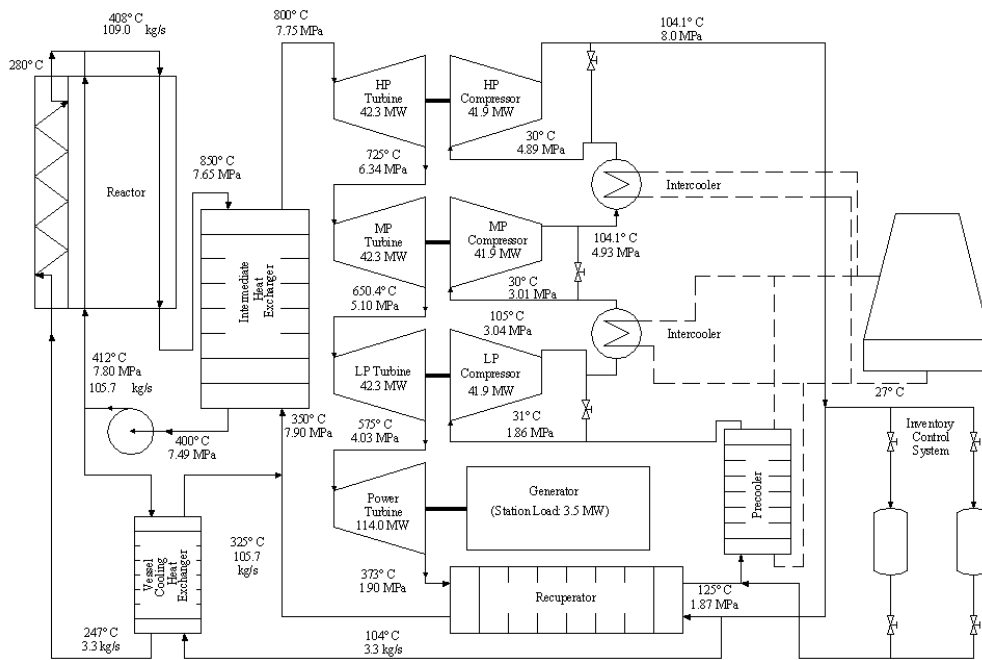 408° C
109.0 kg/s
280° C
Reactor
850° C
7.65 MPa
800° C
7.75 MPa
Intermediate
Heat
Exchanger
412° C
7.80 MPa
105.7 kg/s
400° C
7.49 MPa
350° C
7.90 MPa
Vessel
Cooling
Heat
Exchanger
325° C
105.7
kg/s
247° C
3.3 kg/s
104° C
3.3 kg/s
HP
Turbine
42.3 MW
HP
Compressor
41.9 MW
104.1° C
8.0 MPa
725° C
6.34 MPa
30° C
4.89 MPa
Intercooler
MP
Turbine
42.3 MW
MP
Compressor
41.9 MW
104.1° C
4.93 MPa
650.4° C
5.10 MPa
30° C
3.01 MPa
105° C
3.04 MPa
Intercooler
LP Turbine
42.3 MW
LP
Compressor
41.9 MW
575° C
4.03 MPa
31° C
1.86 MPa
27° C
Inventory
Control
System
Precooler
Power
Turbine
114.0 MW
Generator
(Station Load: 3.5 MW)
373° C
1.90 MPa
Recuperator
125° C
1.87 MPa